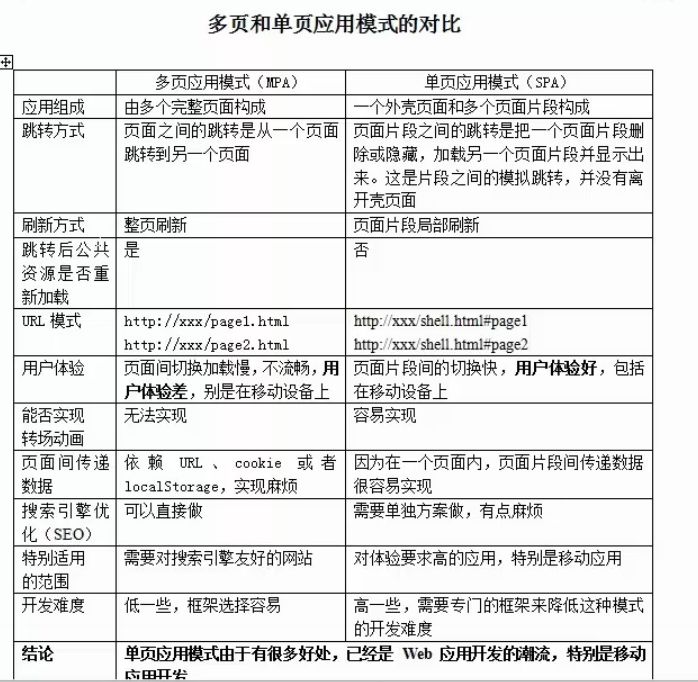 多页和单页应用模式的对比
多页应用模式（MPA）
单页应用模式（SPA）
应用组成
由多个完整页面构成
一个外壳页面和多个页面片段构成
跳转方式
页面之间的跳转是从一个页面
跳转到另一个页面
页面片段之间的跳转是把一个页面片段删
除或隐藏，加载另一个页面片段并显示出
来。这是片段之间的模拟跳转，并没有离
开壳页面
刷新方式
整页刷新
页面片段局部刷新
跳转后公共
资源是否重
新加载
是
否
URL 模式
http://xxx/page1.html
http://xxx/page2.html
http://xxx/shell.html#page1
http://xxx/shell.html#page2
用户体验
页面间切换加载慢，不流畅，用
户体验差，别是在移动设备上
页面片段间的切换快，用户体验好，包括
在移动设备上
能否实现
转场动画
无法实现
容易实现
页面间传递
数据
依赖 URL、cookie 或者
localStorage，实现麻烦
因为在一个页面内，页面片段间传递数据
很容易实现
搜索引擎优
化（SEO）
可以直接做
需要单独方案做，有点麻烦
特别适用
的范围
需要对搜索引擎友好的网站
对体验要求高的应用，特别是移动应用
开发难度
低一些，框架选择容易
高一些，需要专门的框架来降低这种模式
的开发难度
结论
单页应用模式由于有很多好处，已经是 Web 应用开发的潮流，特别是移动
应用开发